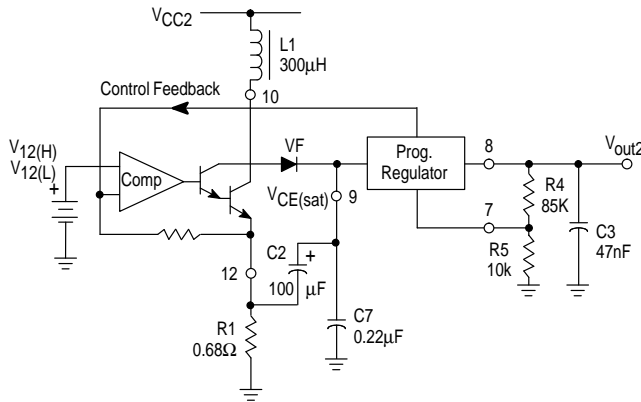 VCC2
L1
300μH
Control Feedback
10
V12(H)
V12(L)
+
Comp
VF
Prog.
Regulator
8
Vout2
VCE(sat)
9
7
R4
85K
R5
10k
C3
47nF
12
C2
+
100 μF
R1
0.68Ω
C7
0.22μF